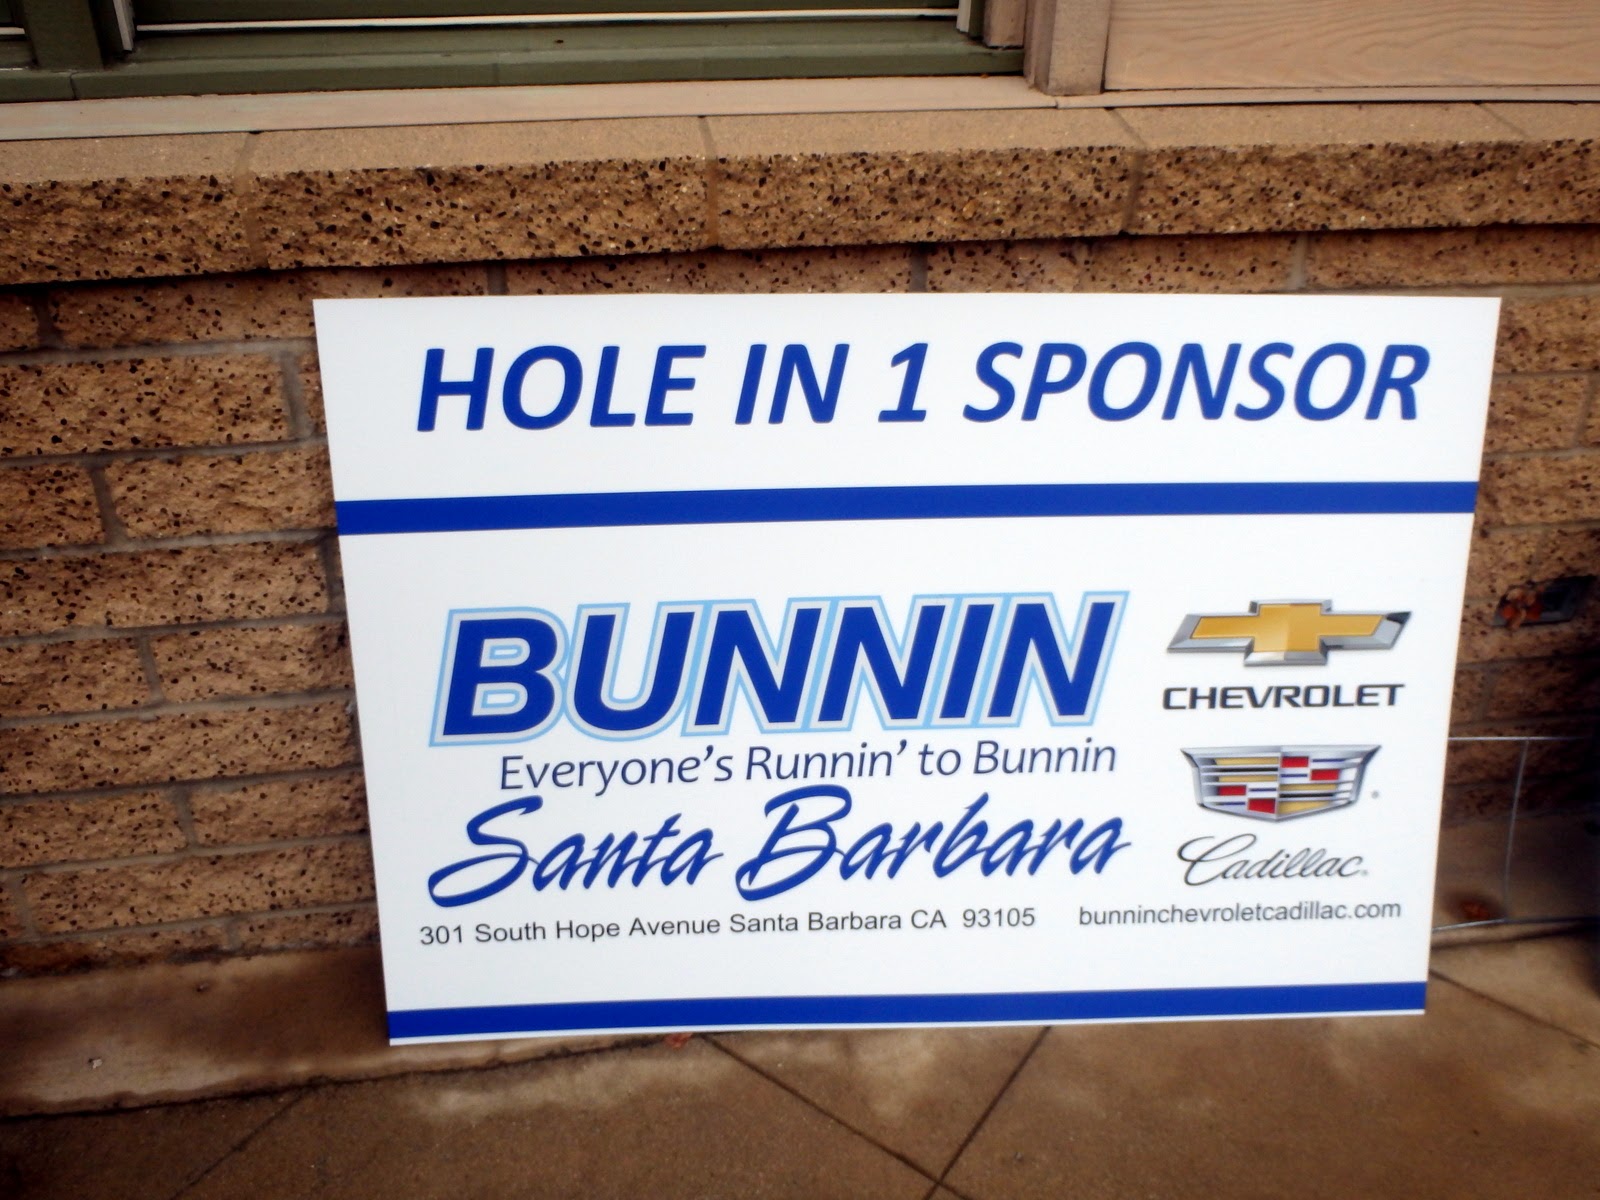 HOLE IN 1 SPONSOR
BUNNIN
Everyone's Runnin' to Bunnin
Santa Barbara
CHEVROLET
Cadillac
301 South Hope Avenue Santa Barbara CA 93105
bunninchevroletcadillac.com